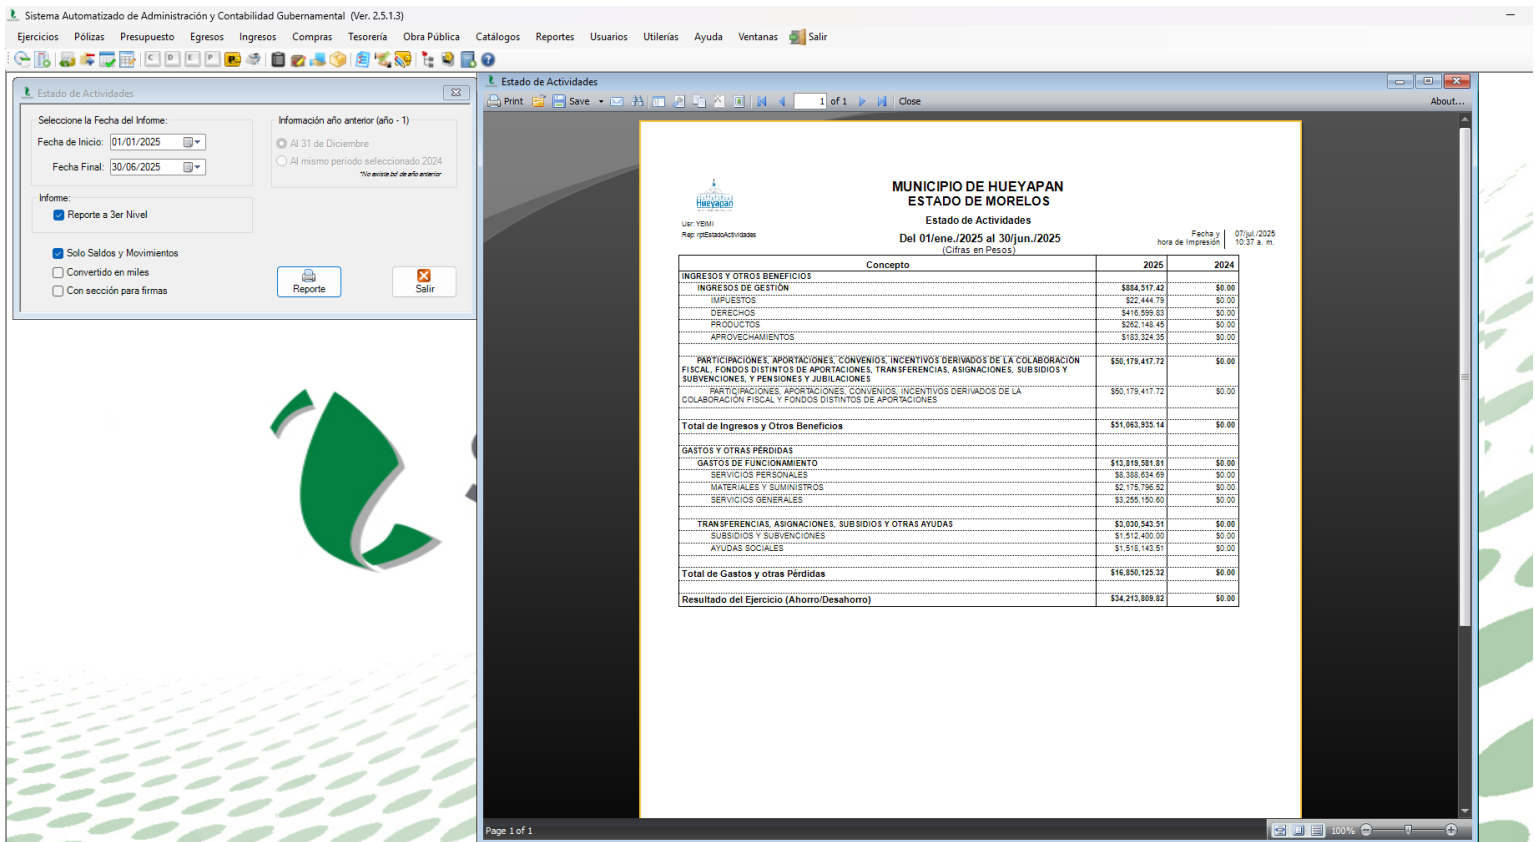 Sistema Automatizado de Administración y Contabilidad Gubernamental (Ver. 2.5.1.3)
Ejercicios Pólizas Presupuesto Egresos Ingresos Compras Tesorería Obra Pública Catálogos Reportes Usuarios Utilerías Ayuda Ventanas Salir
C D E P P
Estado de Actividades
Seleccione la Fecha del Informe:
Fecha de Inicio: 01/01/2025
Fecha Final: 30/06/2025
Información año anterior (año - 1)
Al 31 de Diciembre
Al mismo periodo seleccionado 2024
*No existe bd de año anterior
Informe:
Reporte a 3er Nivel
Solo Saldos y Movimientos
Convertido en miles
Con sección para firmas
Reporte
Salir
Estado de Actividades
Print Save 1 of 1 Close About...
Hueyapan
MUNICIPIO DE HUEYAPAN
ESTADO DE MORELOS
Usr: YEIMI
Estado de Actividades
Rep: rptEstadoActividades
Del 01/ene./2025 al 30/jun./2025
(Cifras en Pesos)
Fecha y 07/jul./2025
hora de Impresión 10:37 a. m.
Concepto 2025 2024
INGRESOS Y OTROS BENEFICIOS
INGRESOS DE GESTIÓN $884,517.42 $0.00
IMPUESTOS $22,444.79 $0.00
DERECHOS $416,599.83 $0.00
PRODUCTOS $262,148.45 $0.00
APROVECHAMIENTOS $183,324.35 $0.00
PARTICIPACIONES, APORTACIONES, CONVENIOS, INCENTIVOS DERIVADOS DE LA COLABORACIÓN $50,179,417.72 $0.00
FISCAL, FONDOS DISTINTOS DE APORTACIONES, TRANSFERENCIAS, ASIGNACIONES, SUBSIDIOS Y
SUBVENCIONES, Y PENSIONES Y JUBILACIONES
PARTICIPACIONES, APORTACIONES, CONVENIOS, INCENTIVOS DERIVADOS DE LA $50,179,417.72 $0.00
COLABORACIÓN FISCAL Y FONDOS DISTINTOS DE APORTACIONES
Total de Ingresos y Otros Beneficios $51,063,935.14 $0.00
GASTOS Y OTRAS PÉRDIDAS
GASTOS DE FUNCIONAMIENTO $13,819,581.81 $0.00
SERVICIOS PERSONALES $8,388,634.69 $0.00
MATERIALES Y SUMINISTROS $2,175,796.52 $0.00
SERVICIOS GENERALES $3,255,150.60 $0.00
TRANSFERENCIAS, ASIGNACIONES, SUBSIDIOS Y OTRAS AYUDAS $3,030,543.51 $0.00
SUBSIDIOS Y SUBVENCIONES $1,512,400.00 $0.00
AYUDAS SOCIALES $1,518,143.51 $0.00
Total de Gastos y otras Pérdidas $16,850,125.32 $0.00
Resultado del Ejercicio (Ahorro/Desahorro) $34,213,809.82 $0.00
Page 1 of 1
100%